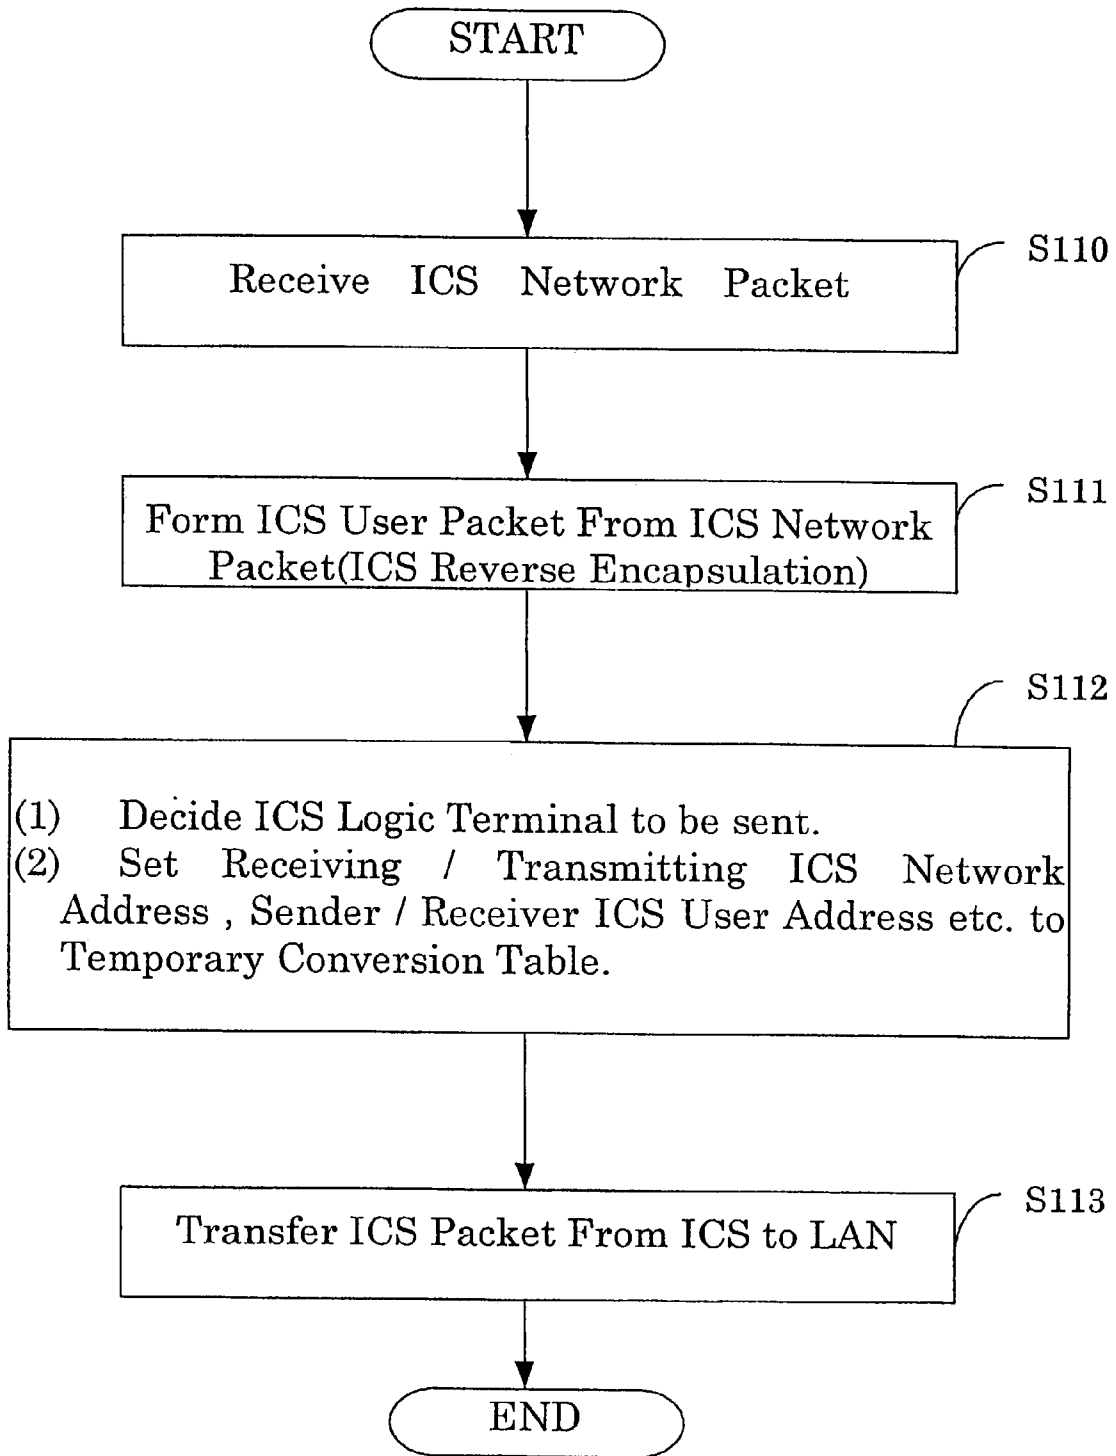 START
Receive ICS Network Packet
S110
Form ICS User Packet From ICS Network
Packet(ICS Reverse Encapsulation)
S111
S112
(1) Decide ICS Logic Terminal to be sent.
(2) Set Receiving / Transmitting ICS Network
Address , Sender / Receiver ICS User Address etc. to
Temporary Conversion Table.
Transfer ICS Packet From ICS to LAN
S113
END